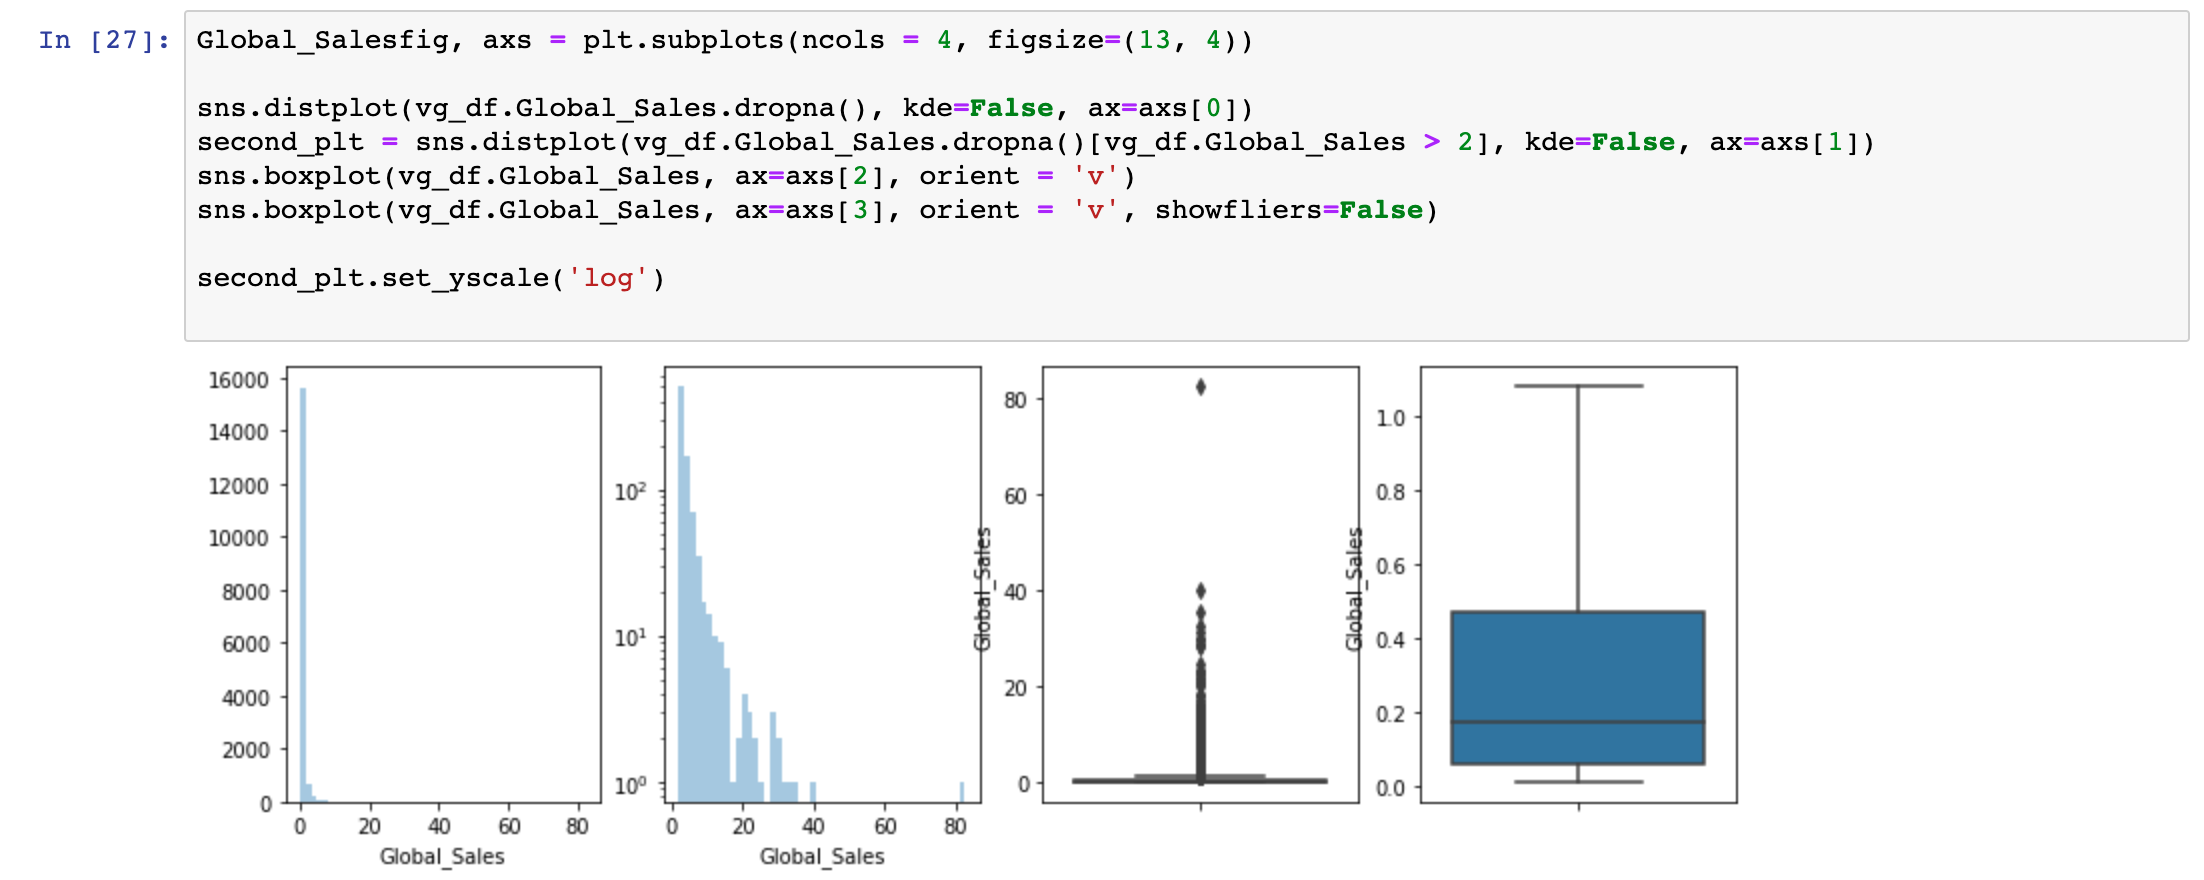 In [27]:
Global_Salesfig, axs = plt.subplots(ncols = 4, figsize=(13, 4))
sns.distplot(vg_df.Global_Sales.dropna(), kde=False, ax=axs[0])
second_plt = sns.distplot(vg_df.Global_Sales.dropna()[vg_df.Global_Sales > 2], kde=False, ax=axs[1])
sns.boxplot(vg_df.Global_Sales, ax=axs[2], orient = 'v')
sns.boxplot(vg_df.Global_Sales, ax=axs[3], orient = 'v', showfliers=False)
second_plt.set_yscale('log')
16000
14000
12000
10000
8000
6000
4000
2000
0
0 20 40 60 80
Global_Sales
10²
10¹
10⁰
0 20 40 60 80
Global_Sales
Global_Sales
80
60
40
20
0
Global_Sales
1.0
0.8
0.6
0.4
0.2
0.0